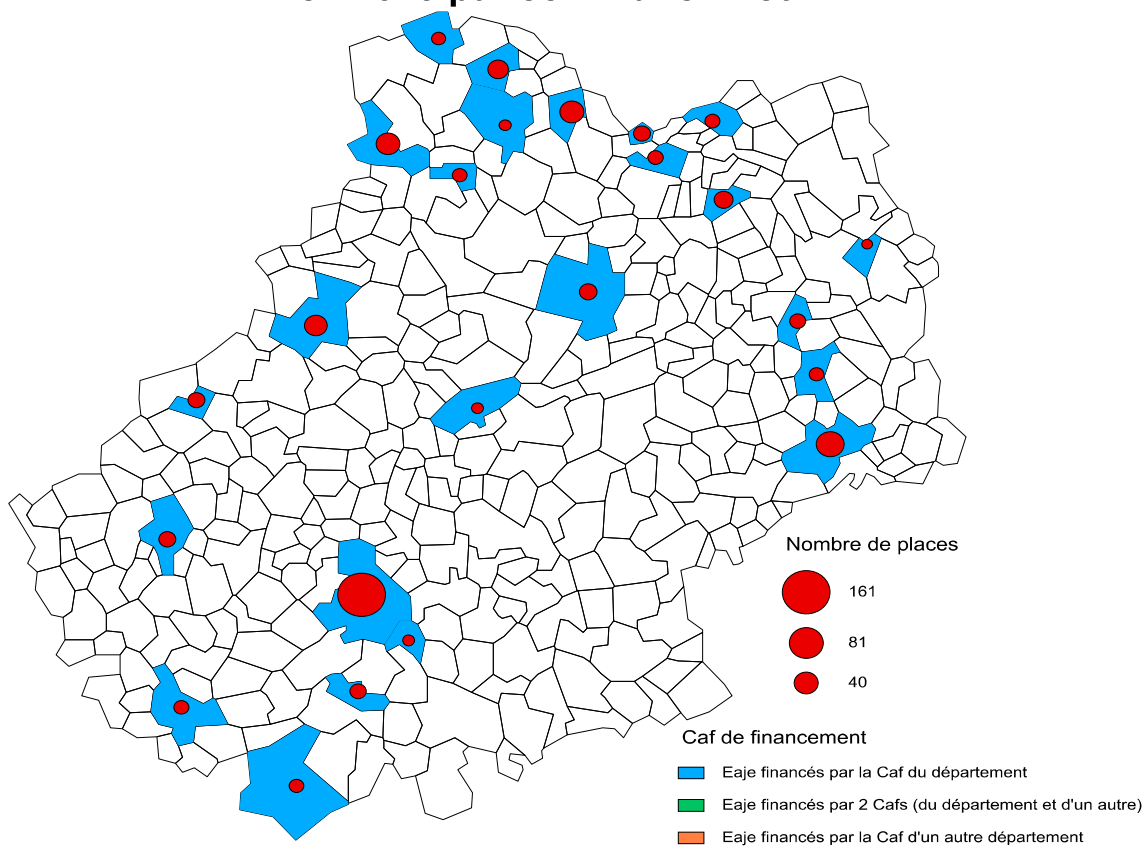 Nombre de places
161
81
40
Caf de financement
Eaje financés par la Caf du département
Eaje financés par 2 Cafs (du département et d'un autre)
Eaje financés par la Caf d'un autre département